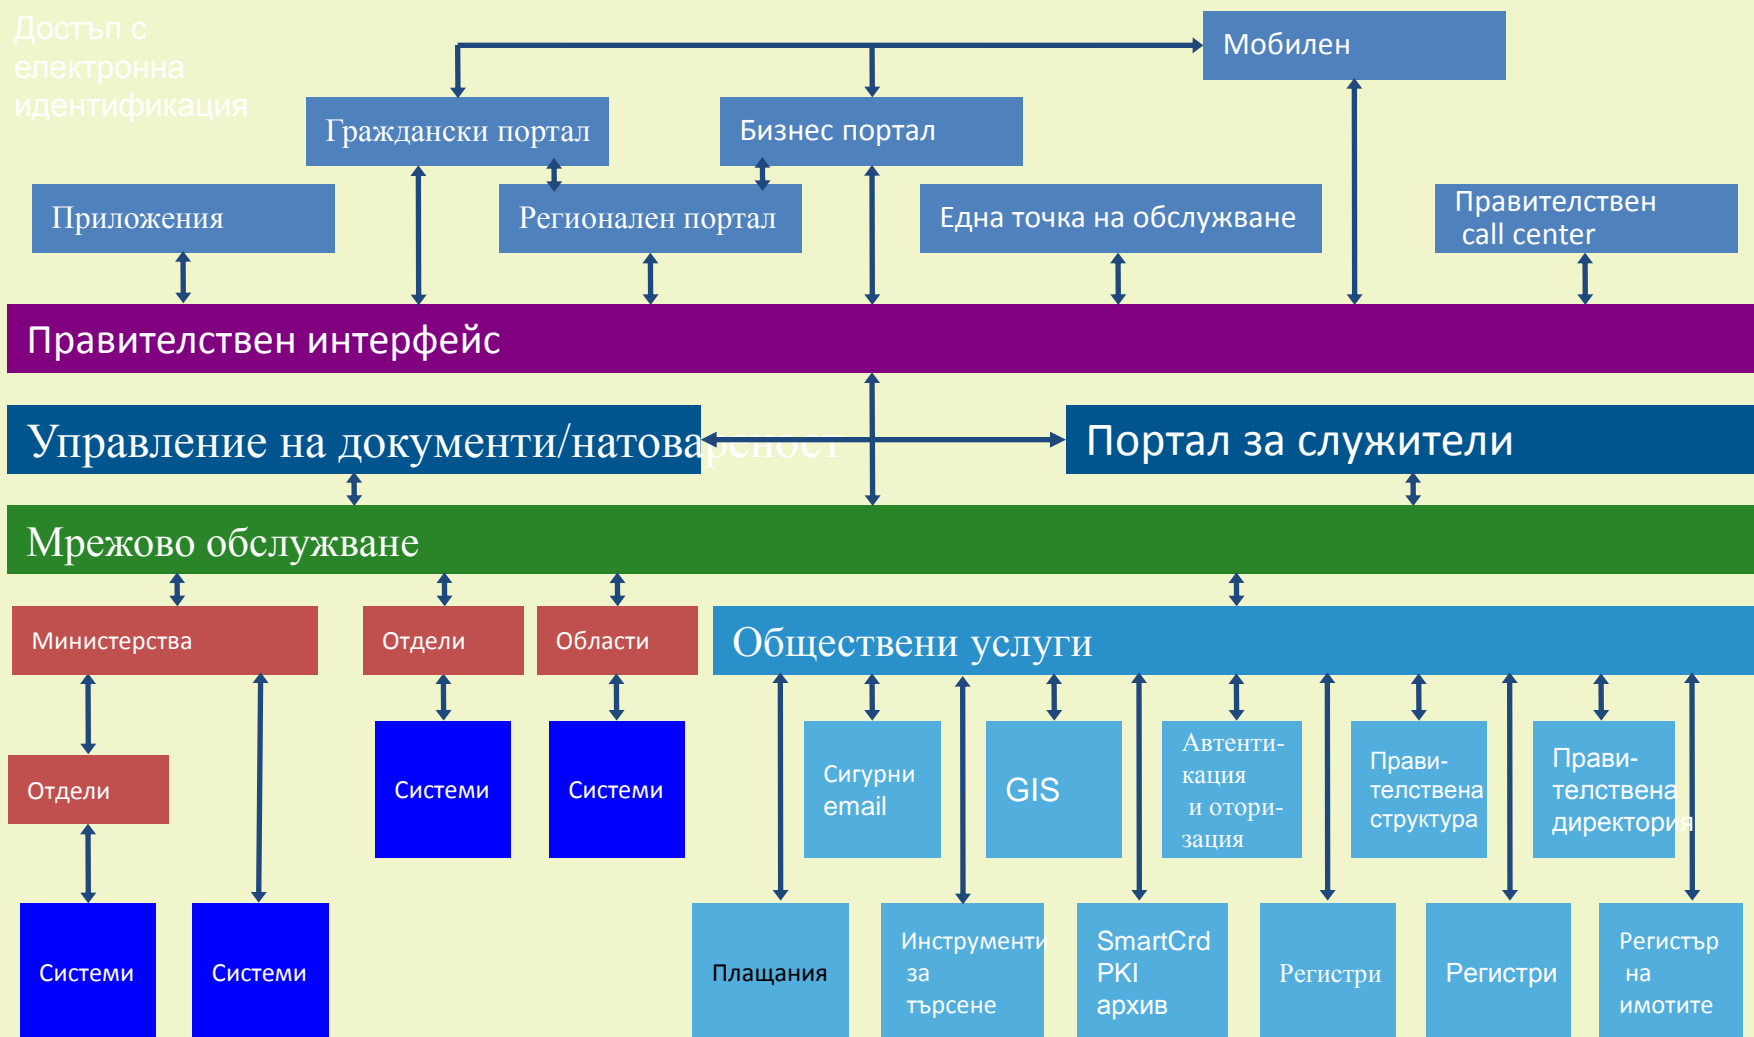 Достъп с
електронна
идентификация
Мобилен
Граждански портал
Бизнес портал
Приложения
Регионален портал
Една точка на обслужване
Правителствен
call center
Правителствен интерфейс
Управление на документи/натовареност
Портал за служители
Мрежово обслужване
Министерства
Отдели
Области
Обществени услуги
Отдели
Системи
Системи
Сигурни
email
GIS
Автенти-
кация
и отори-
зация
Прави-
телствена
структура
Прави-
телствена
директория
Системи
Системи
Плащания
Инструменти
за
търсене
SmartCrd
PKI
архив
Регистри
Регистри
Регистър
на
имотите